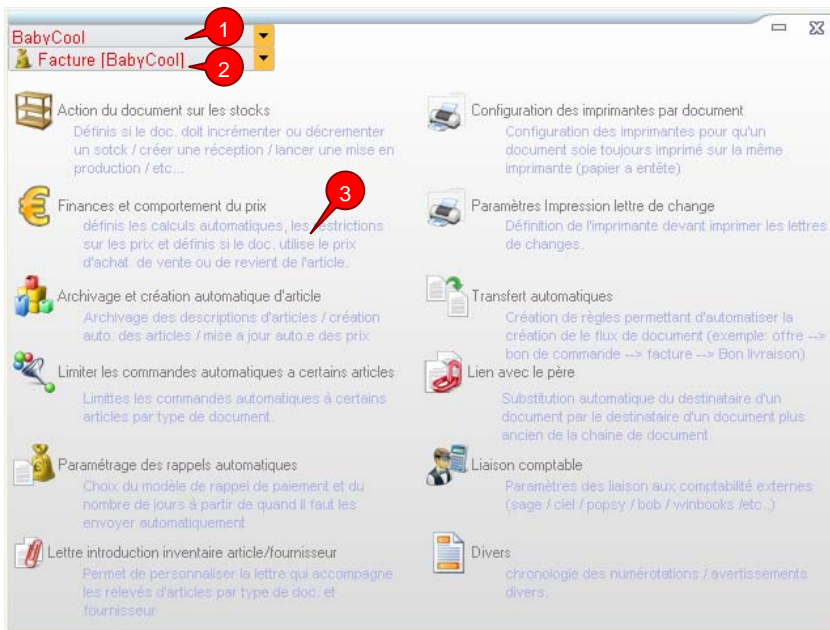 BabyCool
1
Facture [BabyCool]
2
Action du document sur les stocks
Définis si le doc. doit incrémenter ou décrementer
un sotck / créer une réception / lancer une mise en
production / etc...
Finances et comportement du prix
3
définis les calculs automatiques, les restrictions
sur les prix et définis si le doc. utilise le prix
d'achat de vente ou de revient de l'article.
Archivage et création automatique d'article
Archivage des descriptions d'articles / création
auto. des articles / mise a jour auto.e des prix
Limiter les commandes automatiques a certains articles
Limittes les commandes automatiques à certains
articles par type de document.
Paramétrage des rappels automatiques
Choix du modèle de rappel de paiement et du
nombre de jours à partir de quand il faut les
envoyer automatiquement
Lettre introduction inventaire article/fournisseur
Permet de personnaliser la lettre qui accompagne
les relevés d'articles par type de doc. et
fournisseur
Configuration des imprimantes par document
Configuration des imprimantes pour qu'un
document soie toujours imprimé sur la même
imprimante (papier a entête)
Paramètres Impression lettre de change
Définition de l'imprimante devant imprimer les lettres
de changes.
Transfert automatiques
Création de règles permettant d'automatiser la
création de le flux de document (exemple: offre -->
bon de commande --> facture --> Bon livraison)
Lien avec le père
Substitution automatique du destinataire d'un
document par le destinataire d'un document plus
ancien de la chaine de document
Liaison comptable
Paramètres des liaison aux comptabilité externes
(sage / ciel / popsy / bob / winbooks /etc..)
Divers
chronologie des numérotations / avertissements
divers.